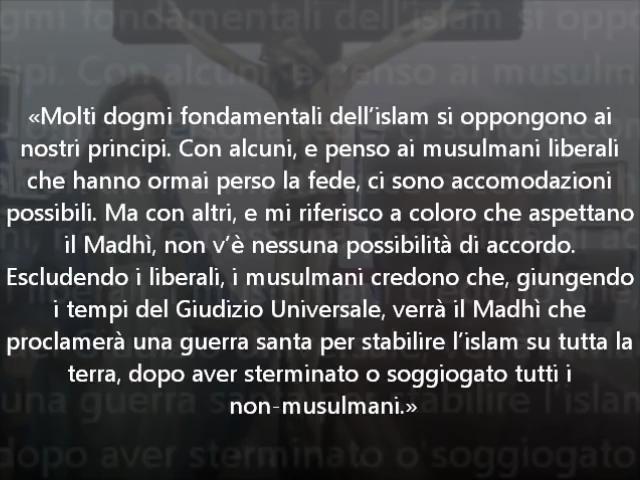 «Molti dogmi fondamentali dell'islam si oppongono ai
nostri principi. Con alcuni, e penso ai musulmani liberali
che hanno ormai perso la fede, ci sono accomodazioni
possibili. Ma con altri, e mi riferisco a coloro che aspettano
il Madhì, non v'è nessuna possibilità di accordo.
Escludendo i liberali, i musulmani credono che, giungendo
i tempi del Giudizio Universale, verrà il Madhì che
proclamerà una guerra santa per stabilire l'islam su tutta la
terra, dopo aver sterminato o soggiogato tutti i
non-musulmani.»